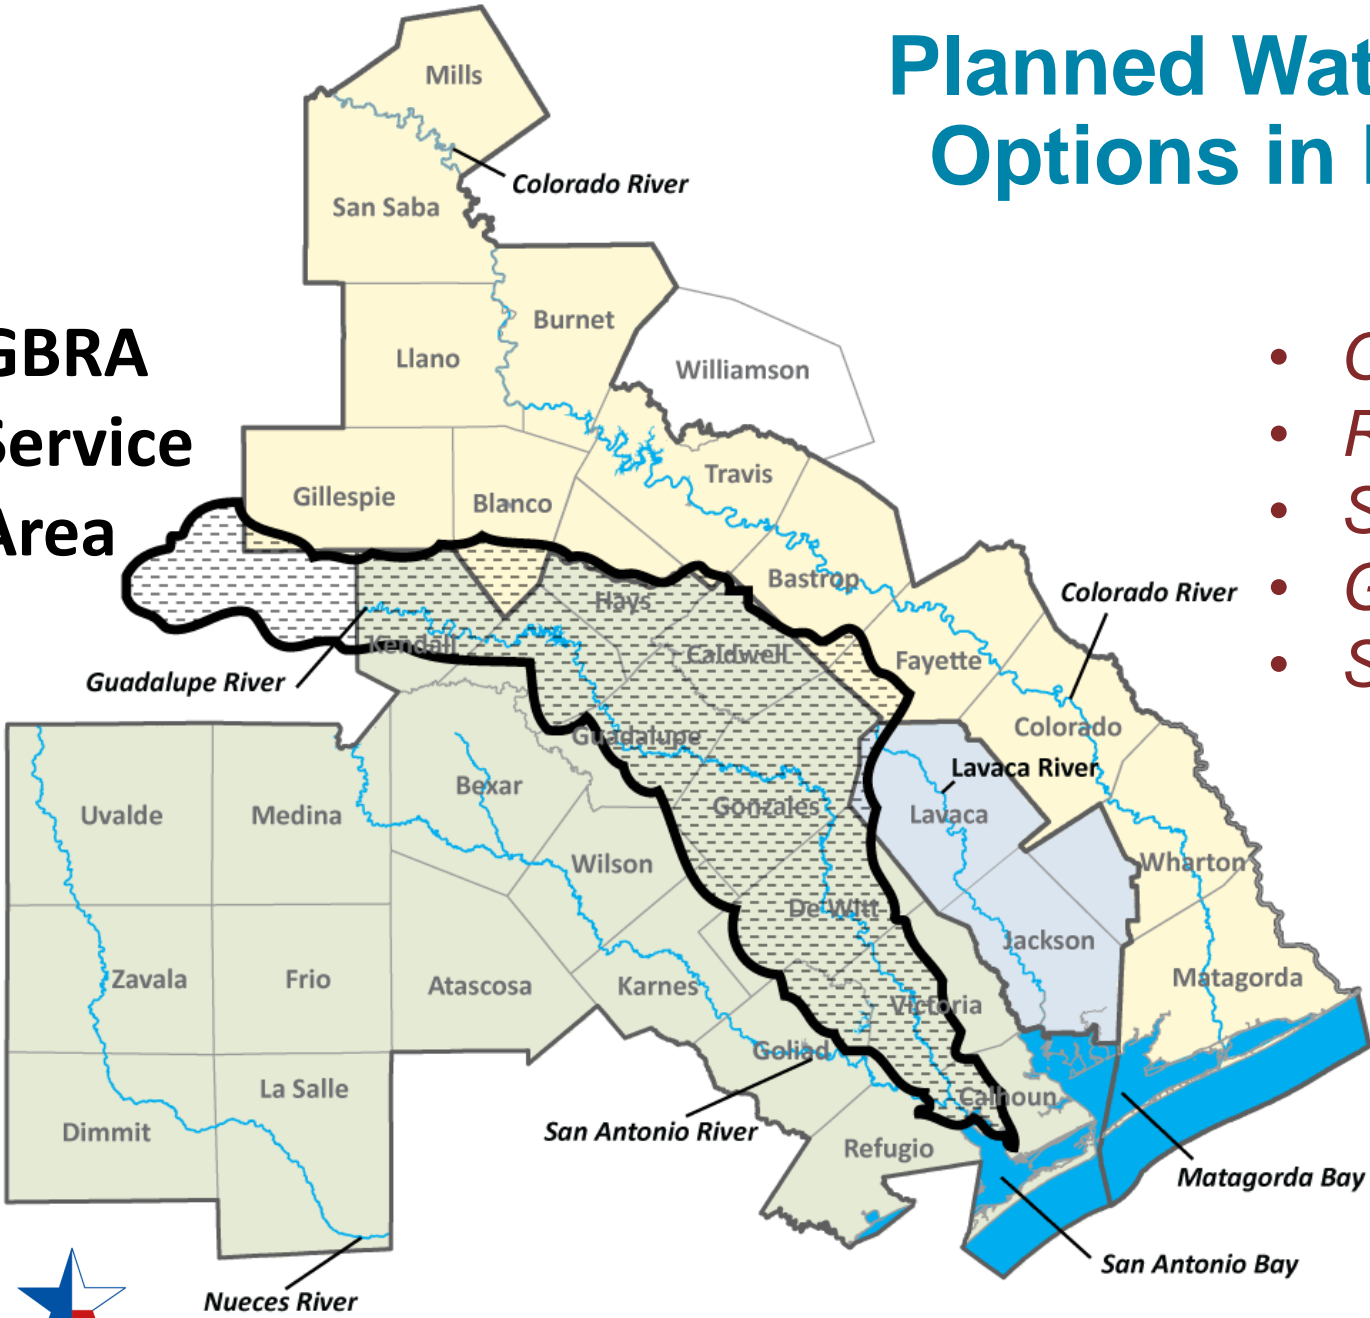 Planned Wat
Options in
GBRA
Service
Area
Mills
Colorado River
San Saba
Burnet
Llano
Williamson
Travis
Gillespie
Blanco
Bastrop
Hays
Colorado River
Kendall
Caldwell
Fayette
Guadalupe River
Guadalupe
Colorado
Lavaca River
Bexar
Uvalde
Medina
Gonzales
Lavaca
Wilson
Wharton
De Witt
Jackson
Zavala
Frio
Atascosa
Karnes
Victoria
Matagorda
Goliad
La Salle
Calhoun
Dimmit
San Antonio River
Refugio
Matagorda Bay
San Antonio Bay
Nueces River